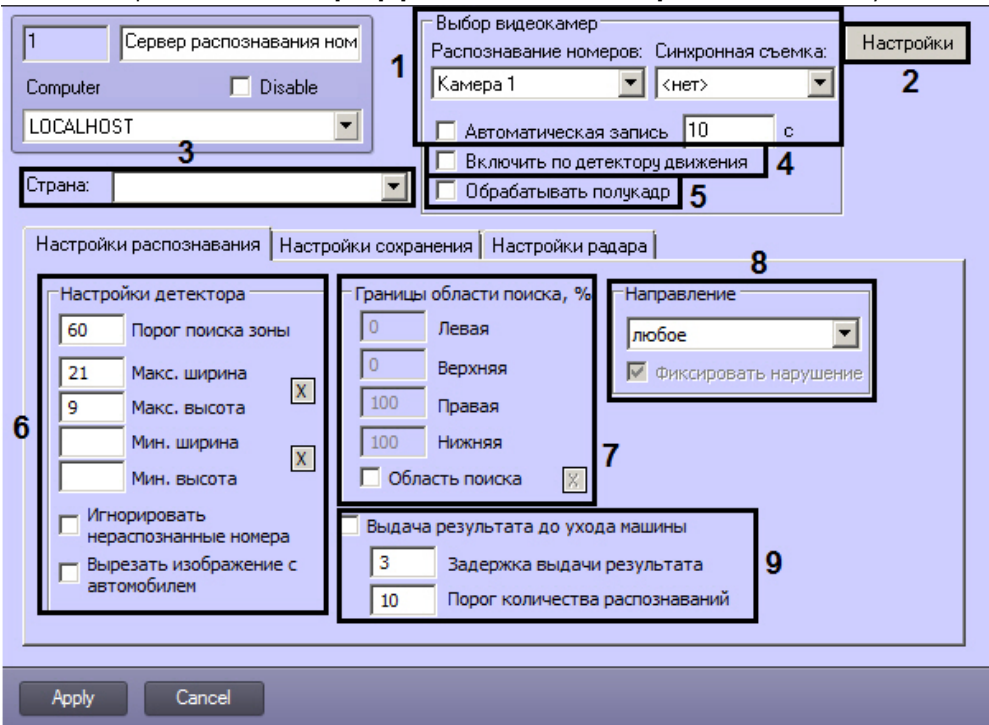 1
Сервер распознавания ном
Computer
Disable
LOCALHOST
3
Страна:
1
Выбор видеокамер
Распознавание номеров:
Синхронная съемка:
Камера 1
<нет>
Автоматическая запись
10
с
Включить по детектору движения
4
Обрабатывать полукадр
5
Настройки
2
Настройки распознавания
Настройки сохранения
Настройки радара
6
Настройки детектора
60
Порог поиска зоны
21
Макс. ширина
X
9
Макс. высота
Мин. ширина
X
Мин. высота
Игнорировать
нераспознанные номера
Вырезать изображение с
автомобилем
Границы области поиска, %
0
Левая
0
Верхняя
100
Правая
100
Нижняя
Область поиска
X
7
8
Направление
любое
Фиксировать нарушение
Выдача результата до ухода машины
3
Задержка выдачи результата
10
Порог количества распознаваний
9
Apply
Cancel